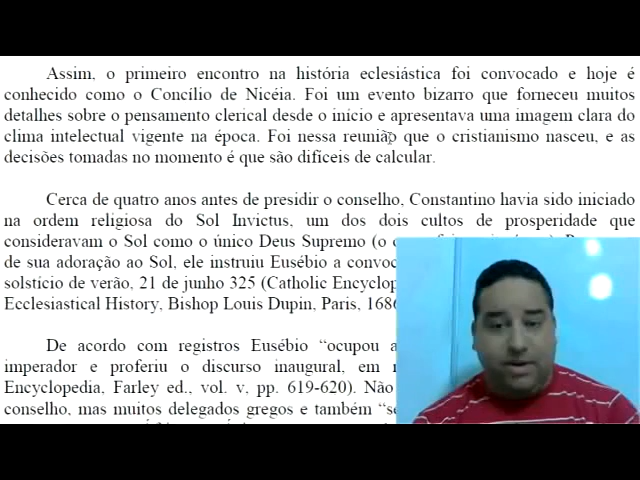 Assim, o primeiro encontro na história eclesiástica foi convocado e hoje é
conhecido como o Concílio de Nicéia. Foi um evento bizarro que forneceu muitos
detalhes sobre o pensamento clerical desde o início e apresentava uma imagem clara do
clima intelectual vigente na época. Foi nessa reunião que o cristianismo nasceu, e as
decisões tomadas no momento é que são difíceis de calcular.
Cerca de quatro anos antes de presidir o conselho, Constantino havia sido iniciado
na ordem religiosa do Sol Invictus, um dos dois cultos de prosperidade que
consideravam o Sol como o único Deus Supremo (o
de sua adoração ao Sol, ele instruiu Eusébio a
solstício de verão, 21 de junho 325 (Catholic
Ecclesiastical History, Bishop Louis Dupin, Paris,
De acordo com registros Eusébio “ocupou
imperador e proferiu o discurso inaugural, em
Encyclopedia, Farley ed., vol. v, pp. 619-620). Não
conselho, mas muitos delegados gregos e também